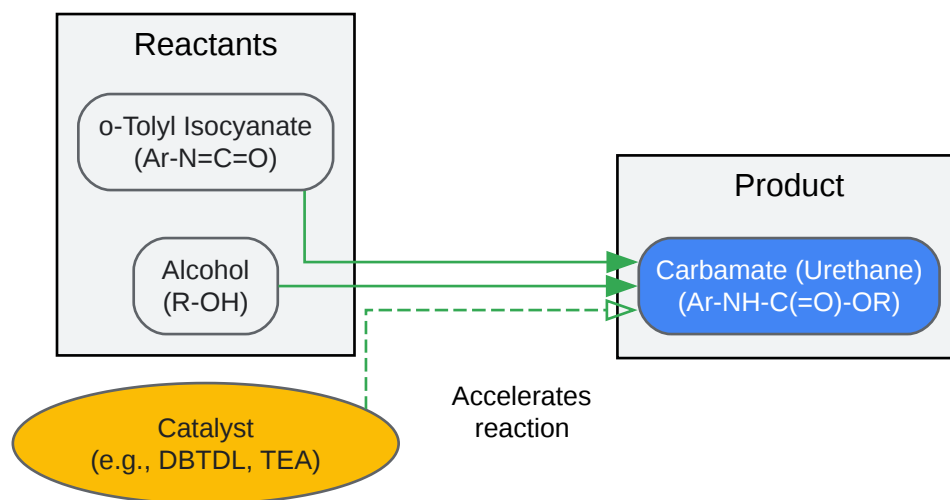 Reactants
o-Tolyl Isocyanate
(Ar-N=C=O)
Alcohol
(R-OH)
Product
Carbamate (Urethane)
(Ar-NH-C(=O)-OR)
Catalyst
(e.g., DBTDL, TEA)
Accelerates
reaction